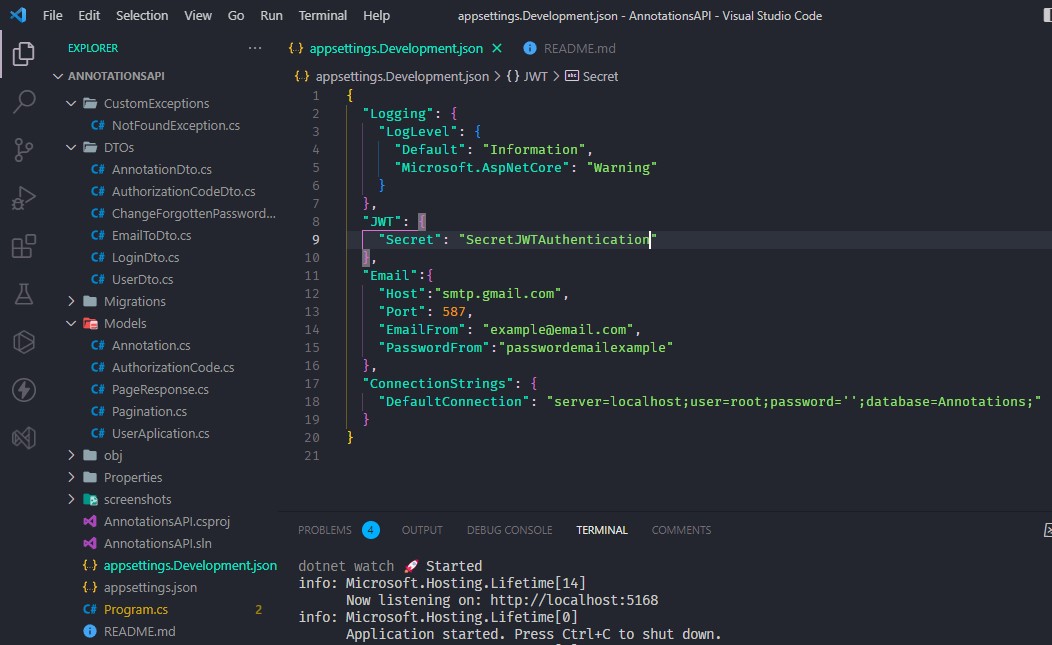 File Edit Selection View Go Run Terminal Help appsettings.Development.json - AnnotationsAPI - Visual Studio Code
EXPLORER ···
ANNOTATIONSAPI
CustomExceptions
C# NotFoundException.cs
DTOs
C# AnnotationDto.cs
C# AuthorizationCodeDto.cs
C# ChangeForgottenPassword...
C# EmailToDto.cs
C# LoginDto.cs
C# UserDto.cs
Migrations
Models
C# Annotation.cs
C# AuthorizationCode.cs
C# PageResponse.cs
C# Pagination.cs
C# UserAplication.cs
obj
Properties
screenshots
AnnotationsAPI.csproj
AnnotationsAPI.sln
{..} appsettings.Development.json
{..} appsettings.json
C# Program.cs 2
README.md
{..} appsettings.Development.json × README.md
{..} appsettings.Development.json > {} JWT > abc Secret
1 {
2 "Logging": {
3 "LogLevel": {
4 "Default": "Information",
5 "Microsoft.AspNetCore": "Warning"
6 }
7 },
8 "JWT": {
9 "Secret": "SecretJWTAuthentication"
10 },
11 "Email":{
12 "Host":"smtp.gmail.com",
13 "Port": 587,
14 "EmailFrom": "example@email.com",
15 "PasswordFrom":"passwordemailexample"
16 },
17 "ConnectionStrings": {
18 "DefaultConnection": "server=localhost;user=root;password='';database=Annotations;"
19 }
20 }
21
PROBLEMS 4 OUTPUT DEBUG CONSOLE TERMINAL COMMENTS
dotnet watch 🚀 Started
info: Microsoft.Hosting.Lifetime[14]
Now listening on: http://localhost:5168
info: Microsoft.Hosting.Lifetime[0]
Application started. Press Ctrl+C to shut down.